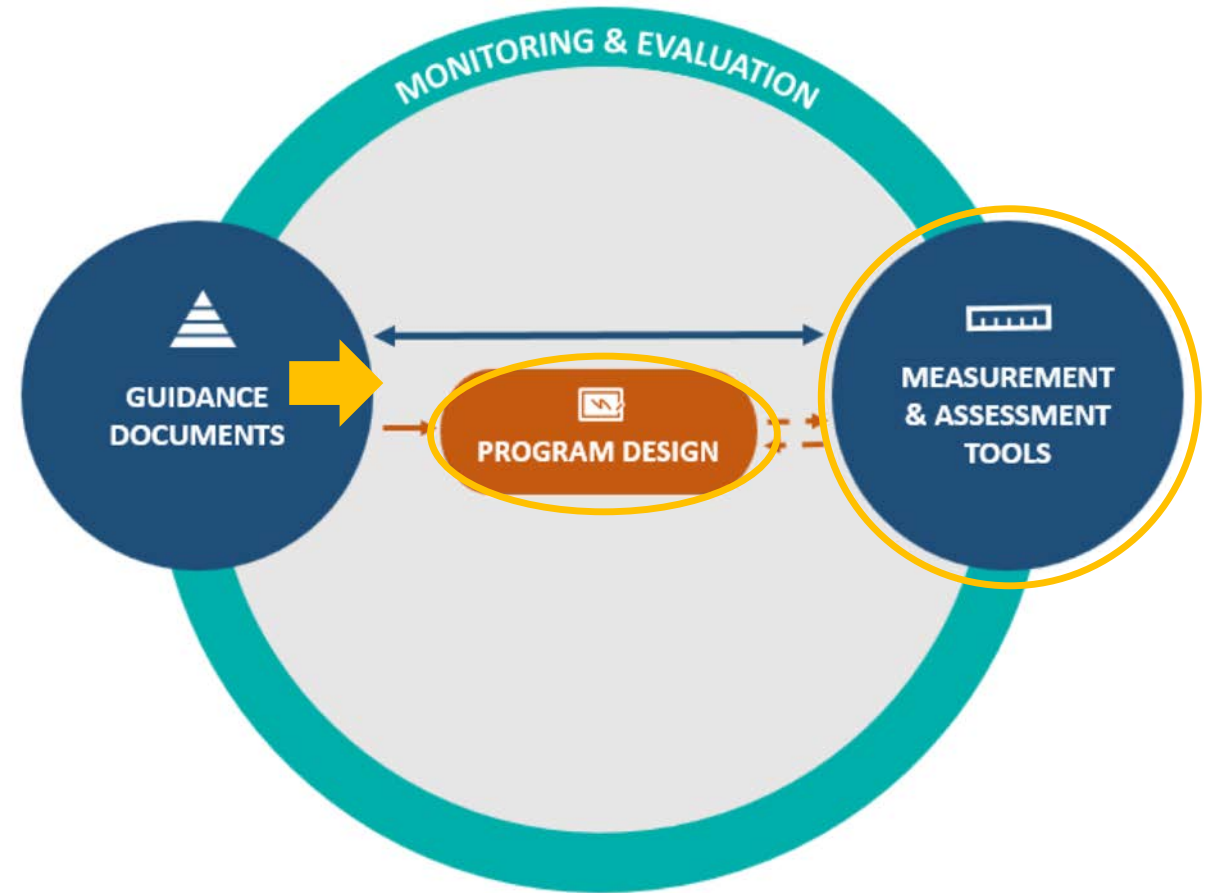 MONITORING & EVALUATION
GUIDANCE
DOCUMENTS
PROGRAM DESIGN
MEASUREMENT
& ASSESSMENT
TOOLS